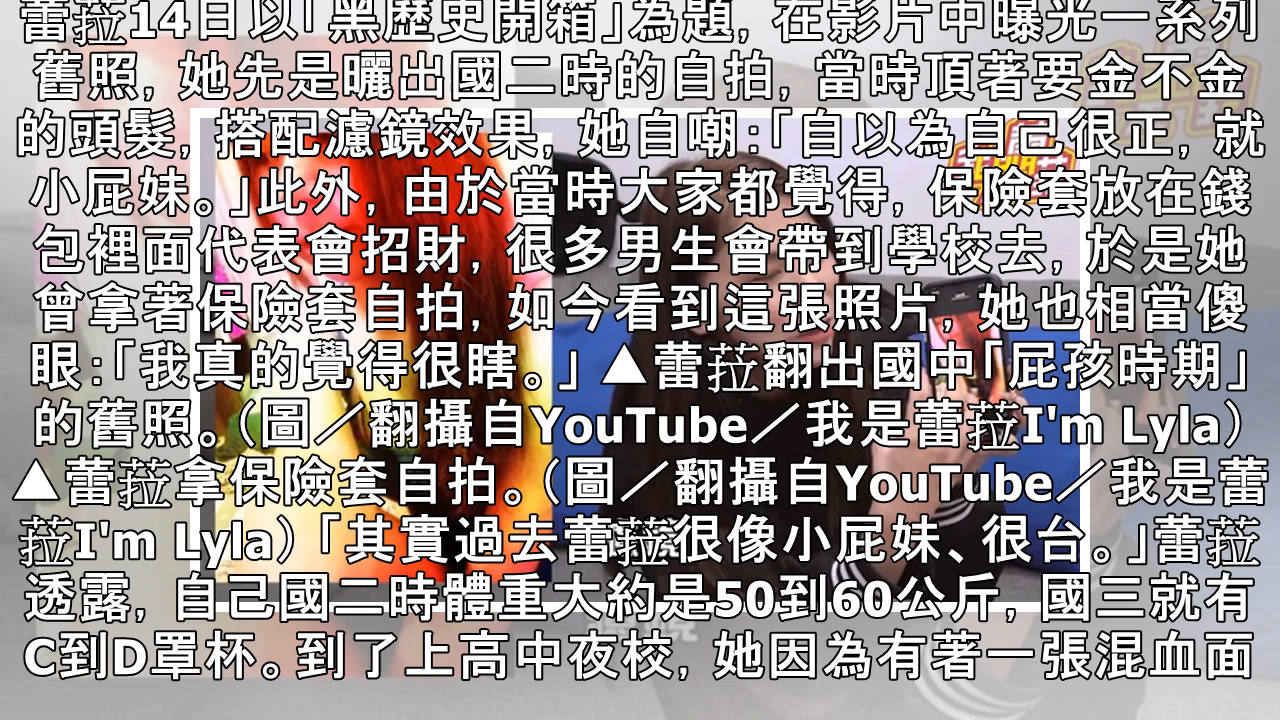 蕾菈14日以「黑歷史開箱」為題, 在影片中曝光一系列
舊照, 她先是曬出國二時的自拍, 當時頂著要金不金
的頭髮, 搭配濾鏡效果, 她自嘲:「自以為自己很正, 就
小屁妹。」此外, 由於當時大家都覺得, 保險套放在錢
包裡面代表會招財, 很多男生會帶到學校去, 於是她
曾拿著保險套自拍, 如今看到這張照片, 她也相當傻
眼:「我真的覺得很瞎。」▲蕾菈翻出國中「屁孩時期」
的舊照。(圖／翻攝自YouTube／我是蕾菈I'm Lyla)
▲蕾菈拿保險套自拍。(圖／翻攝自YouTube／我是蕾
菈I'm Lyla)「其實過去蕾菈很像小屁妹、很台。」蕾菈
透露, 自己國二時體重大約是50到60公斤, 國三就有
C到D罩杯。到了上高中夜校, 她因為有著一張混血面